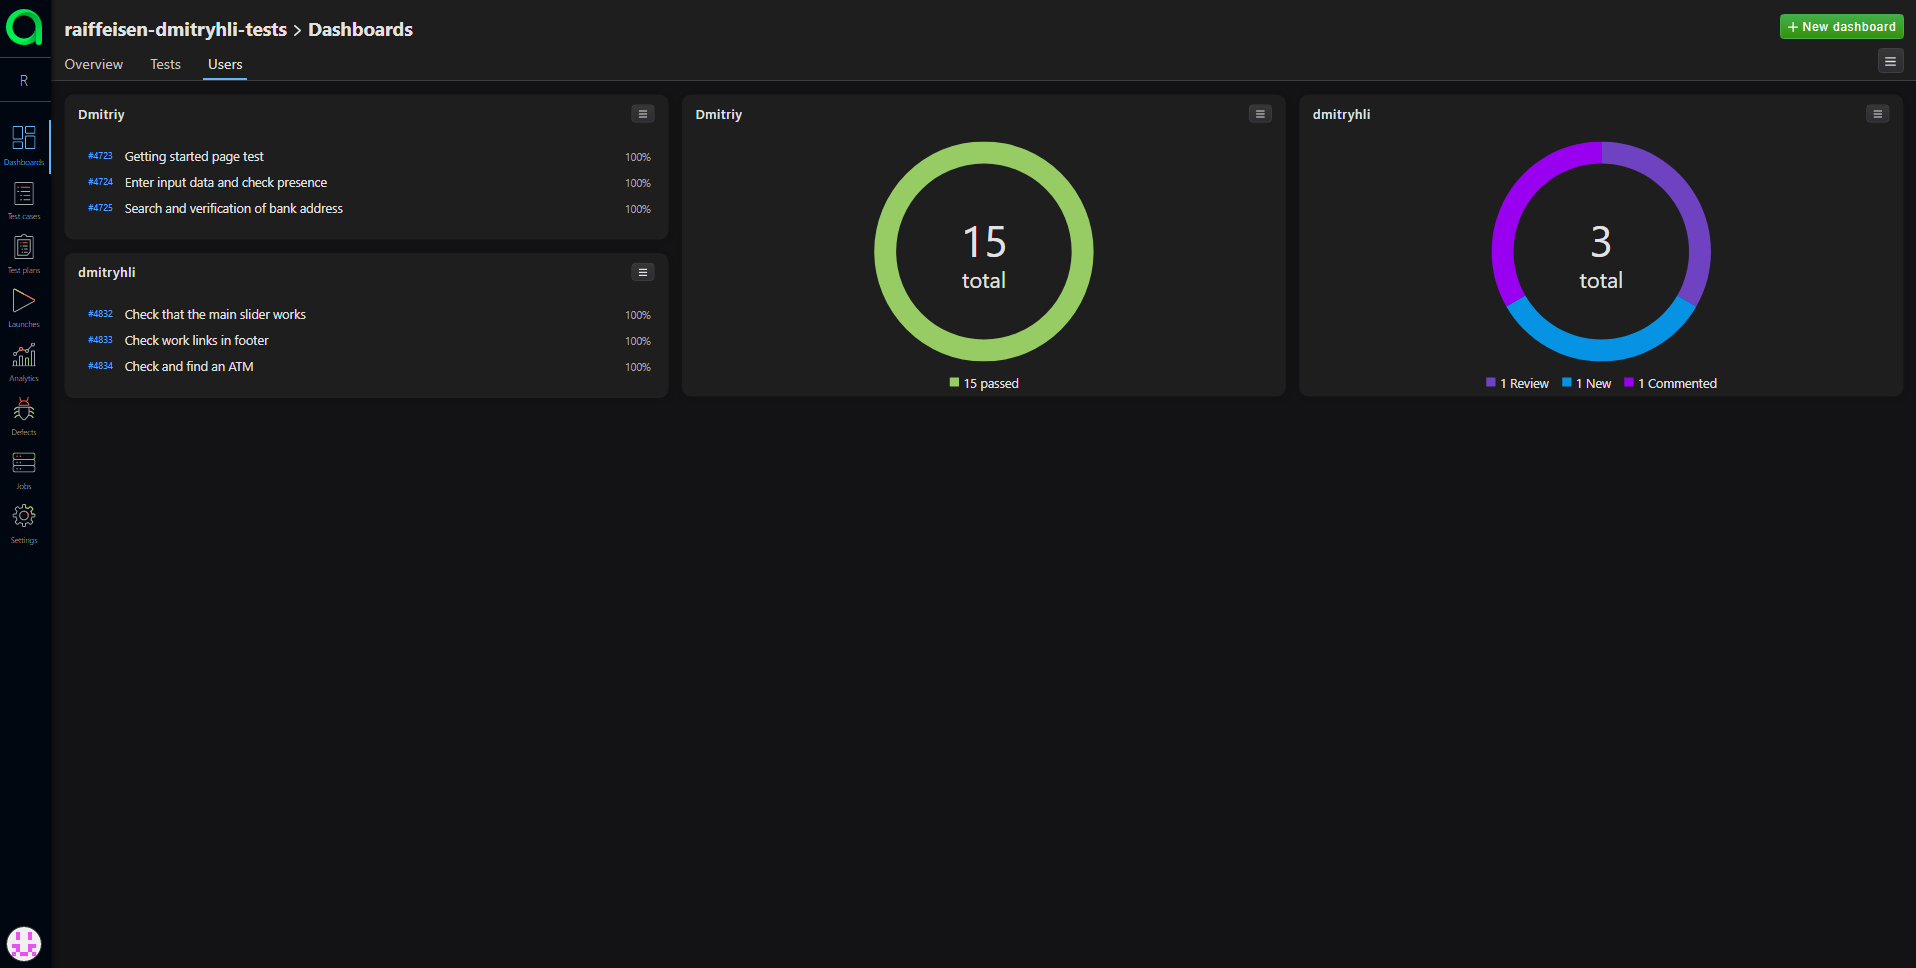 raiffeisen-dmitryhli-tests > Dashboards
+ New dashboard
Overview Tests Users
R
Dashboards
Test cases
Test plans
Launches
Analytics
Defects
Jobs
Settings
Dmitriy
#4723 Getting started page test 100%
#4724 Enter input data and check presence 100%
#4725 Search and verification of bank address 100%
dmitryhli
#4832 Check that the main slider works 100%
#4833 Check work links in footer 100%
#4834 Check and find an ATM 100%
Dmitriy
15
total
15 passed
dmitryhli
3
total
1 Review 1 New 1 Commented